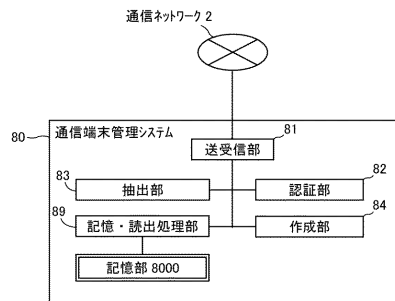 通信ネットワーク 2
80
通信端末管理システム
81
送受信部
83
抽出部
82
認証部
89
記憶・読出処理部
84
作成部
記憶部 8000